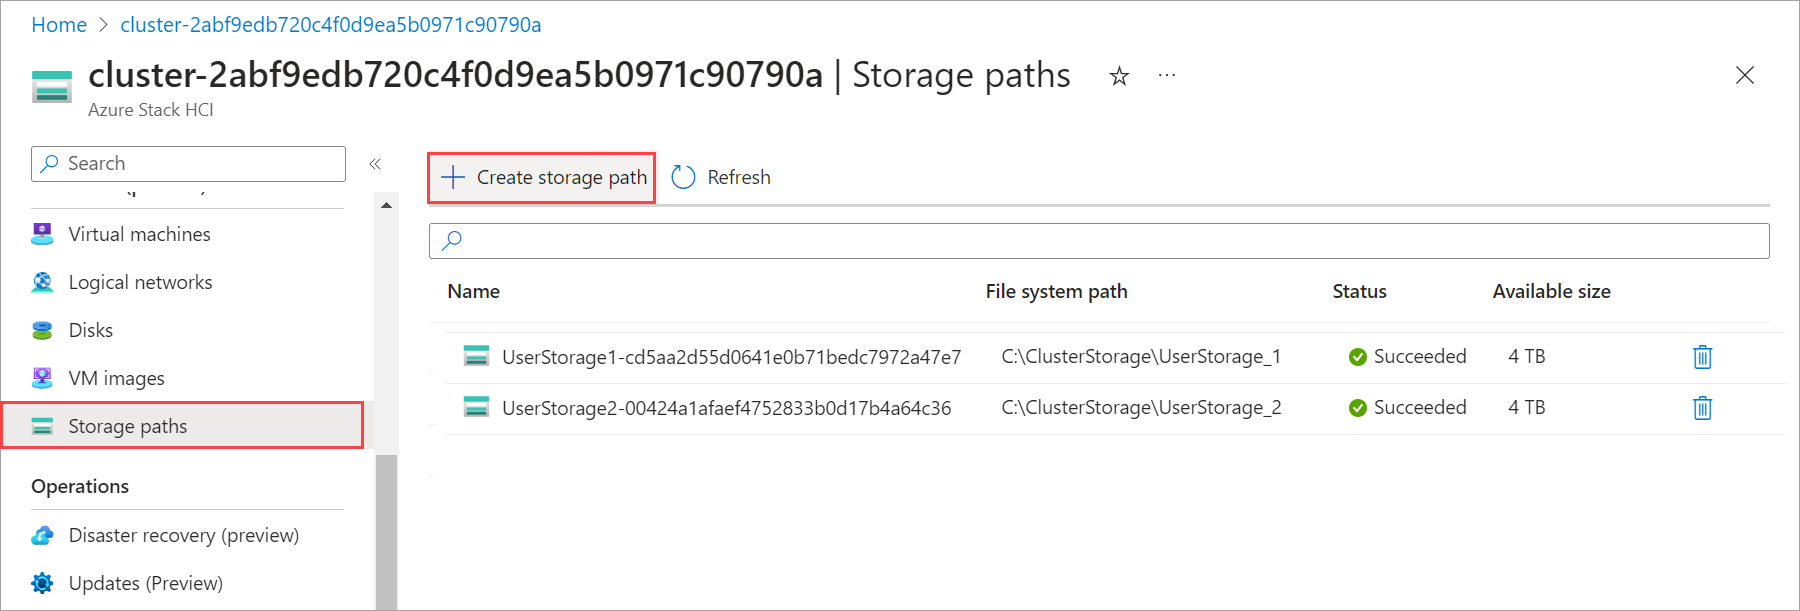 Home > cluster-2abf9edb720c4f0d9ea5b0971c90790a
cluster-2abf9edb720c4f0d9ea5b0971c90790a | Storage paths
Azure Stack HCI
Search
Virtual machines
Logical networks
Disks
VM images
Storage paths
Operations
Disaster recovery (preview)
Updates (Preview)
Create storage path Refresh
Name File system path Status Available size
UserStorage1-cd5aa2d55d0641e0b71bedc7972a47e7 C:\ClusterStorage\UserStorage_1 Succeeded 4 TB
UserStorage2-00424a1afaef4752833b0d17b4a64c36 C:\ClusterStorage\UserStorage_2 Succeeded 4 TB